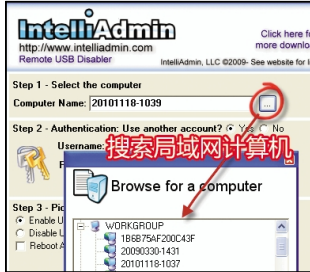 IntelliAdmin
Click here f
http://www.intelliadmin.com
more downlo
Remote USB Disabler
IntelliAdmin, LLC ©2009- See website for l
Step 1 - Select the computer
Computer Name: 20101118-1039
...
Step 2 - Authentication: Use another account? Yes No
Username:
搜索局域网计算机
Browse for a computer
Step 3 - Pic
Enable U
Disable U
Reboot A
WORKGROUP
1B6B75AF200C43F
20090330-1431
20101118-1037